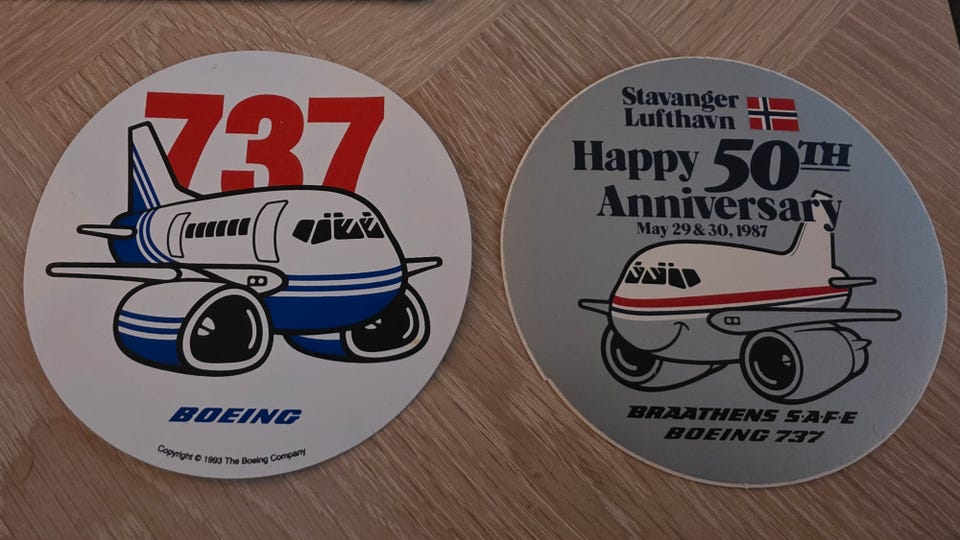 737
BOEING
Copyright © 1993 The Boeing Company
Stavanger
Lufthavn
Happy 50TH
Anniversary
May 29 & 30, 1987
BRAATHENS S·A·F·E
BOEING 737